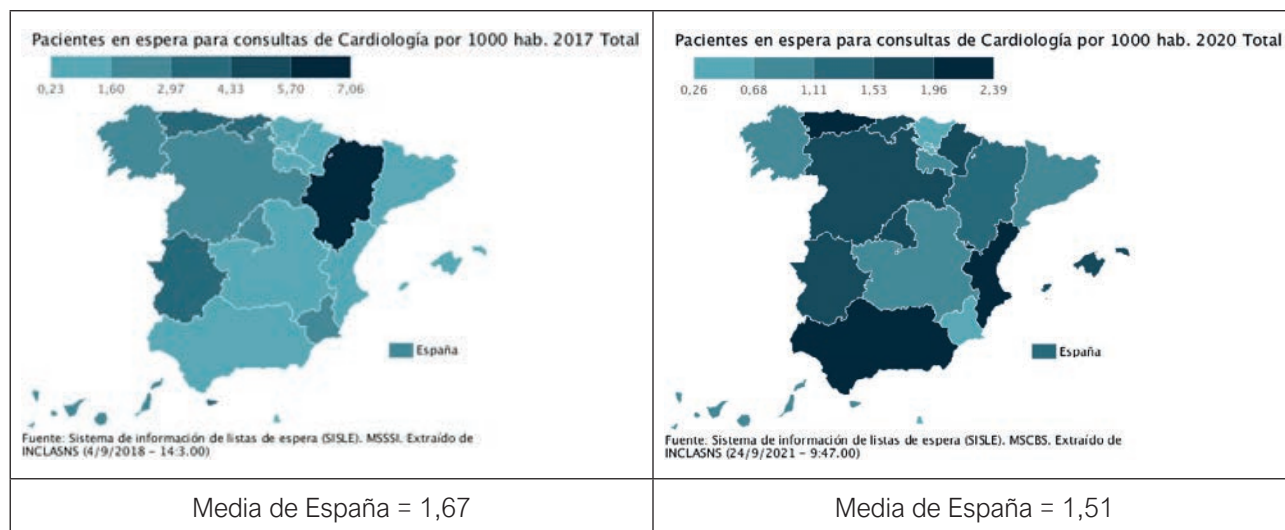 Pacientes en espera para consultas de Cardiología por 1000 hab. 2017 Total
0,23 1,60 2,97 4,33 5,70 7,06
España
Fuente: Sistema de información de listas de espera (SISLE). MSSSI. Extraído de
INCLASNS (4/9/2018 - 14:3.00)
Media de España = 1,67
Pacientes en espera para consultas de Cardiología por 1000 hab. 2020 Total
0,26 0,68 1,11 1,53 1,96 2,39
España
Fuente: Sistema de información de listas de espera (SISLE). MSCBS. Extraído de
INCLASNS (24/9/2021 - 9:47.00)
Media de España = 1,51